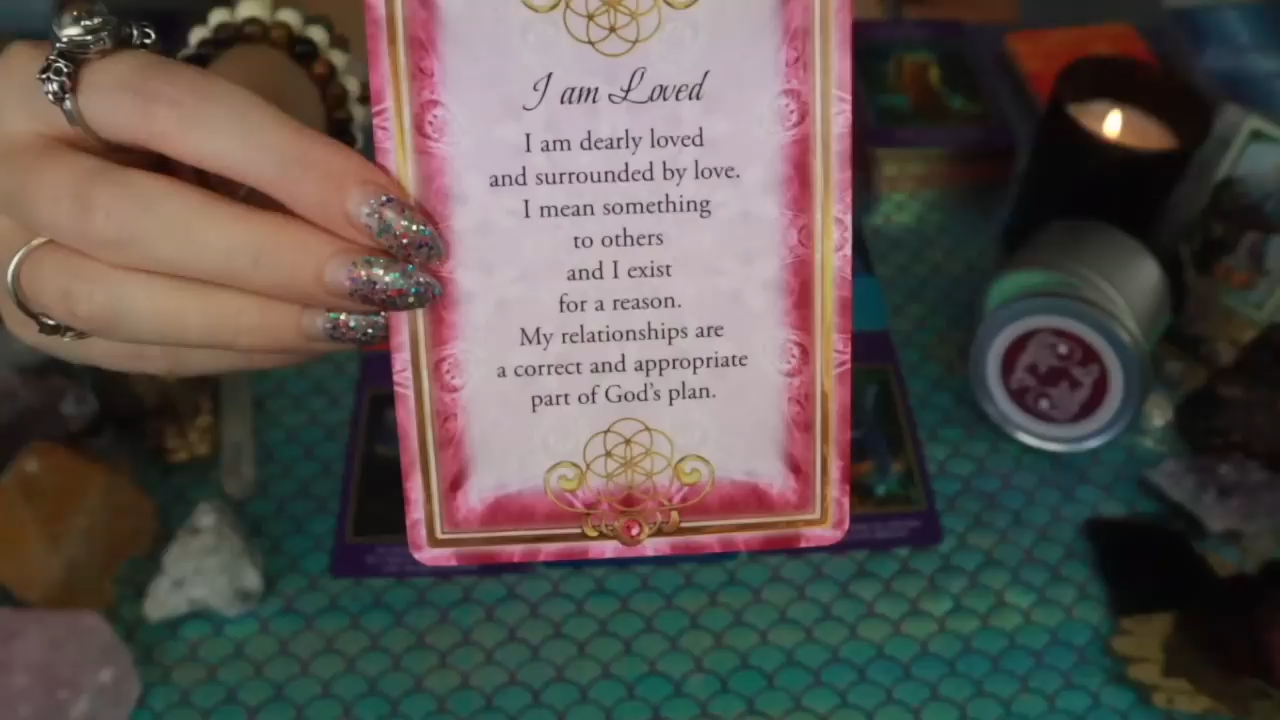 I am Loved
I am dearly loved
and surrounded by love.
I mean something
to others
and I exist
for a reason.
My relationships are
a correct and appropriate
part of God's plan.